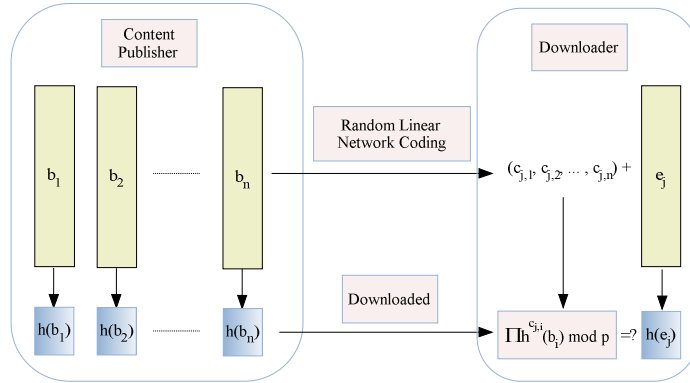 Content
Publisher
Downloader
b1 b2 bn
Random Linear
Network Coding
(cj,1, cj,2, ... , cj,n) + ej
Downloaded
h(b1) h(b2) h(bn)
∏h^cj,i(bi) mod p =? h(ej)